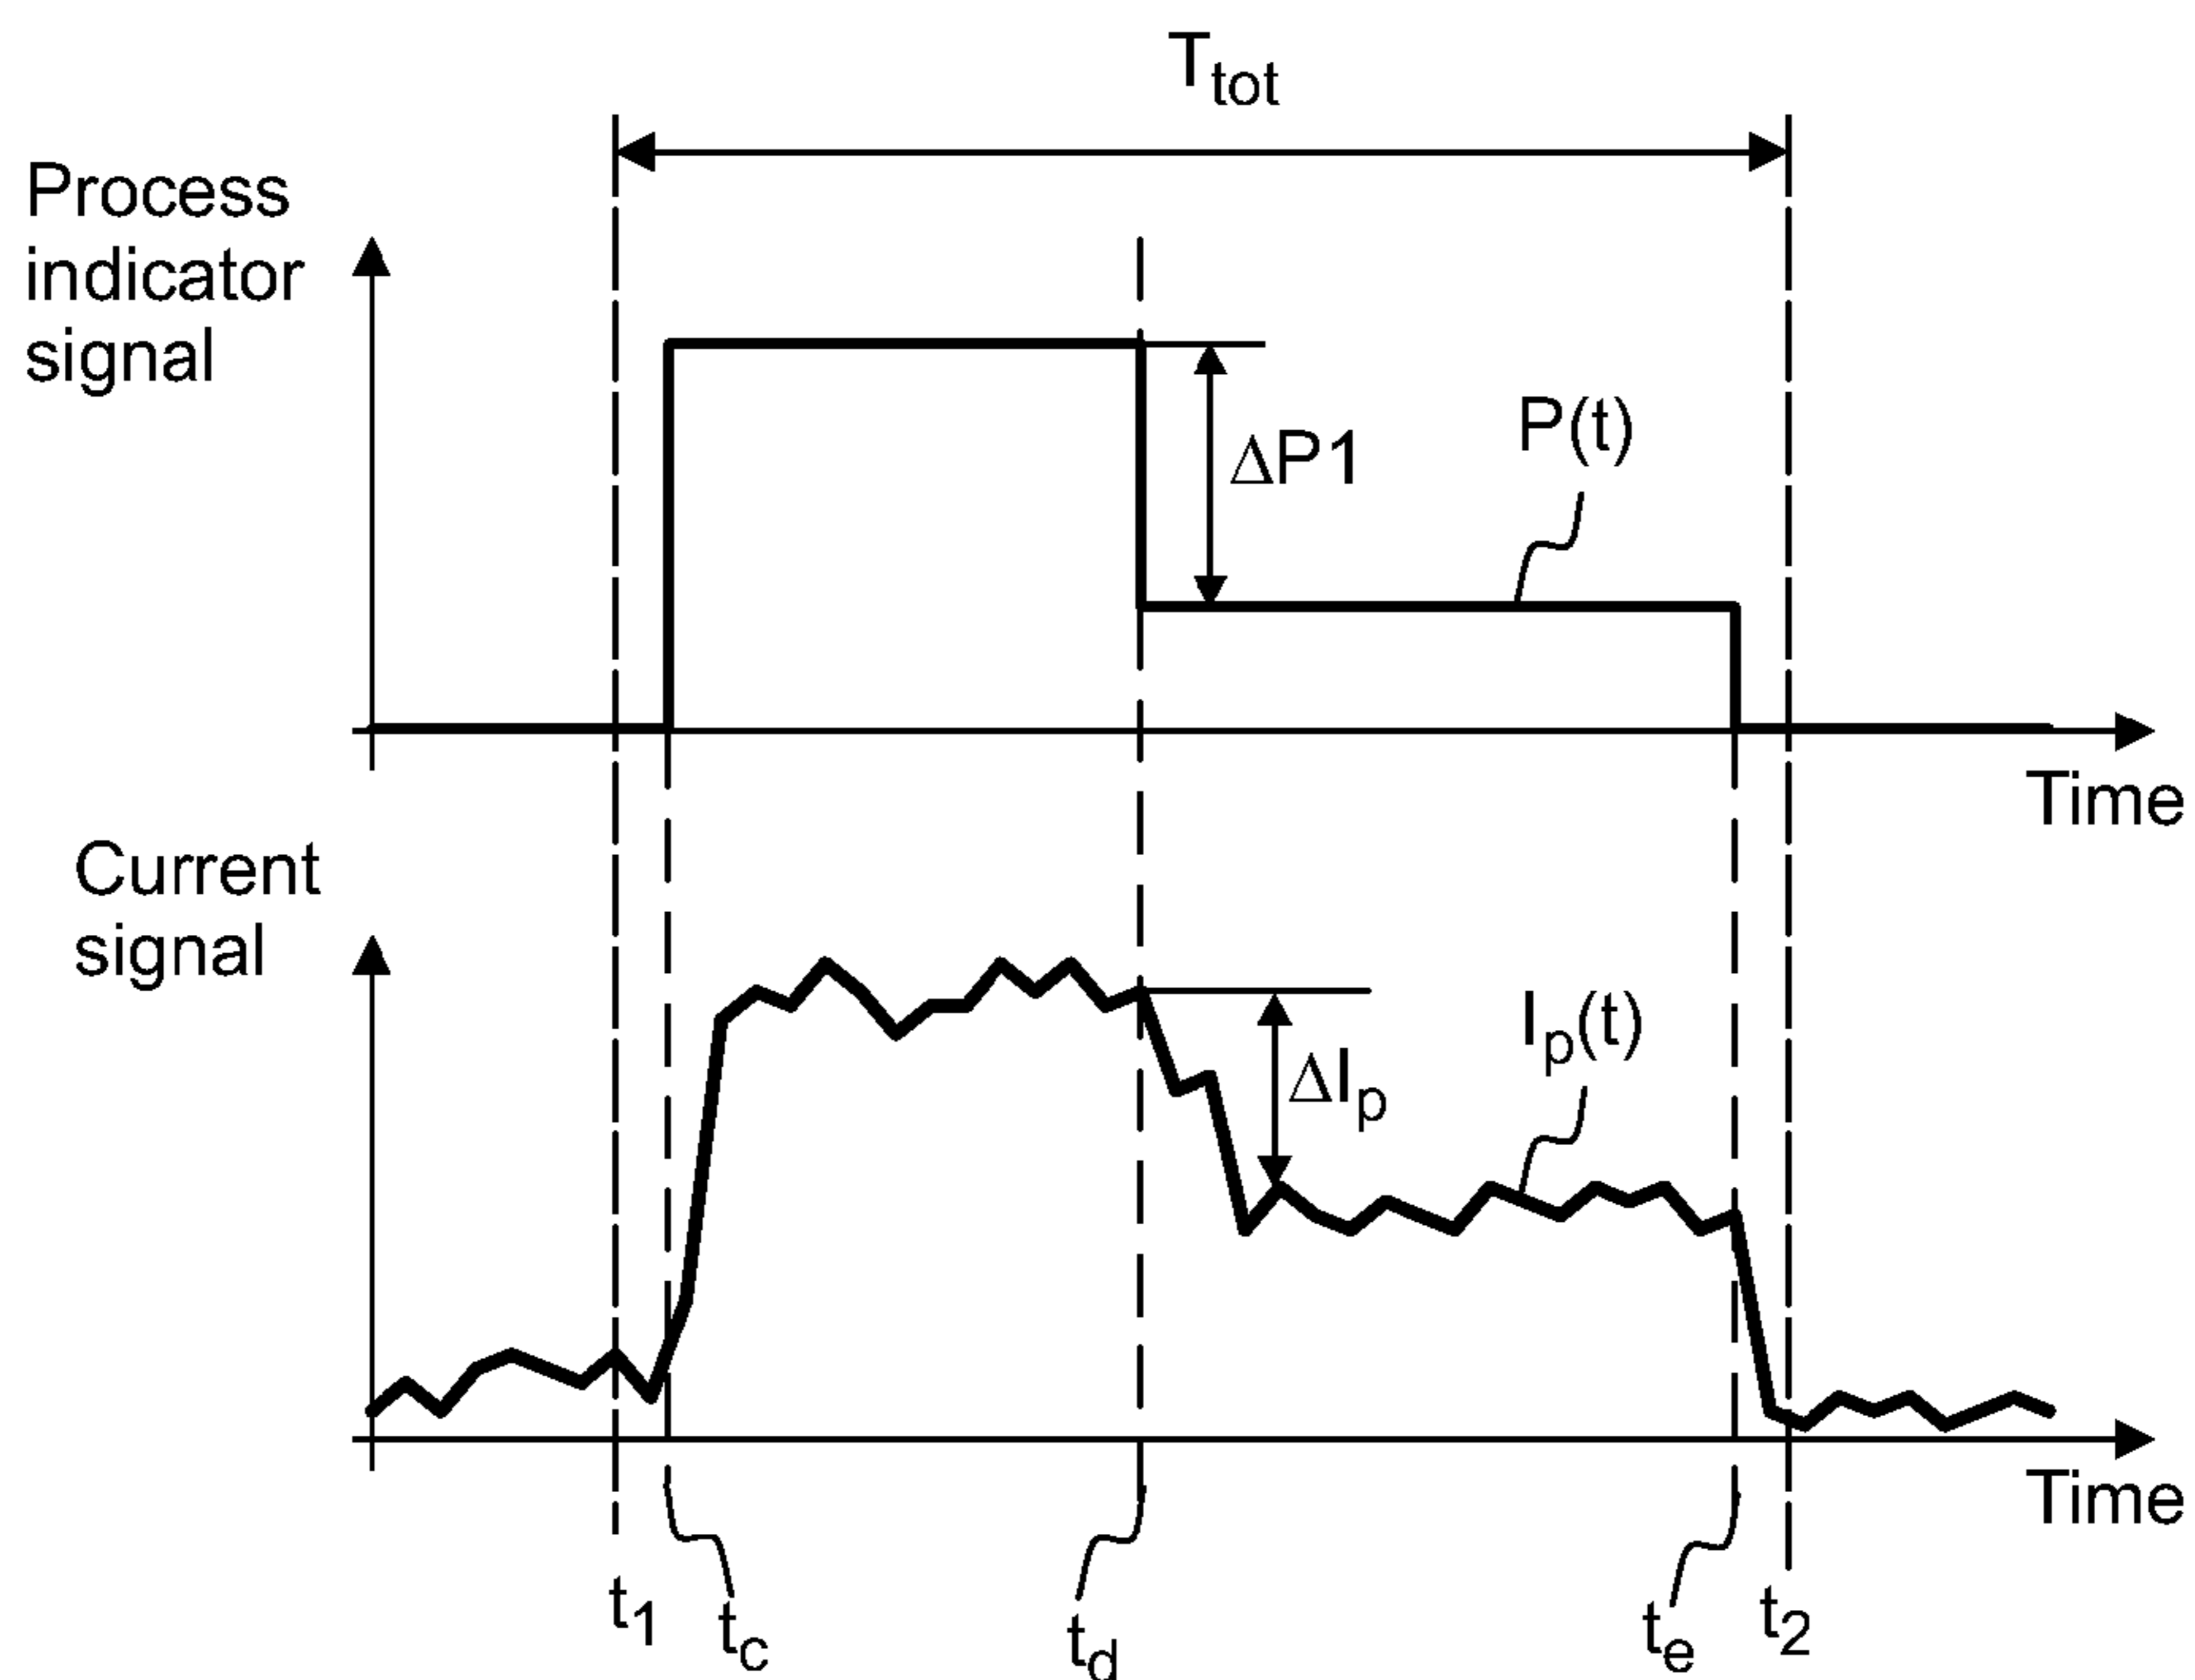 T_tot
Process
indicator
signal
P(t)
ΔP1
Time
Current
signal
I_p(t)
ΔI_p
Time
t_1
t_c
t_d
t_e
t_2